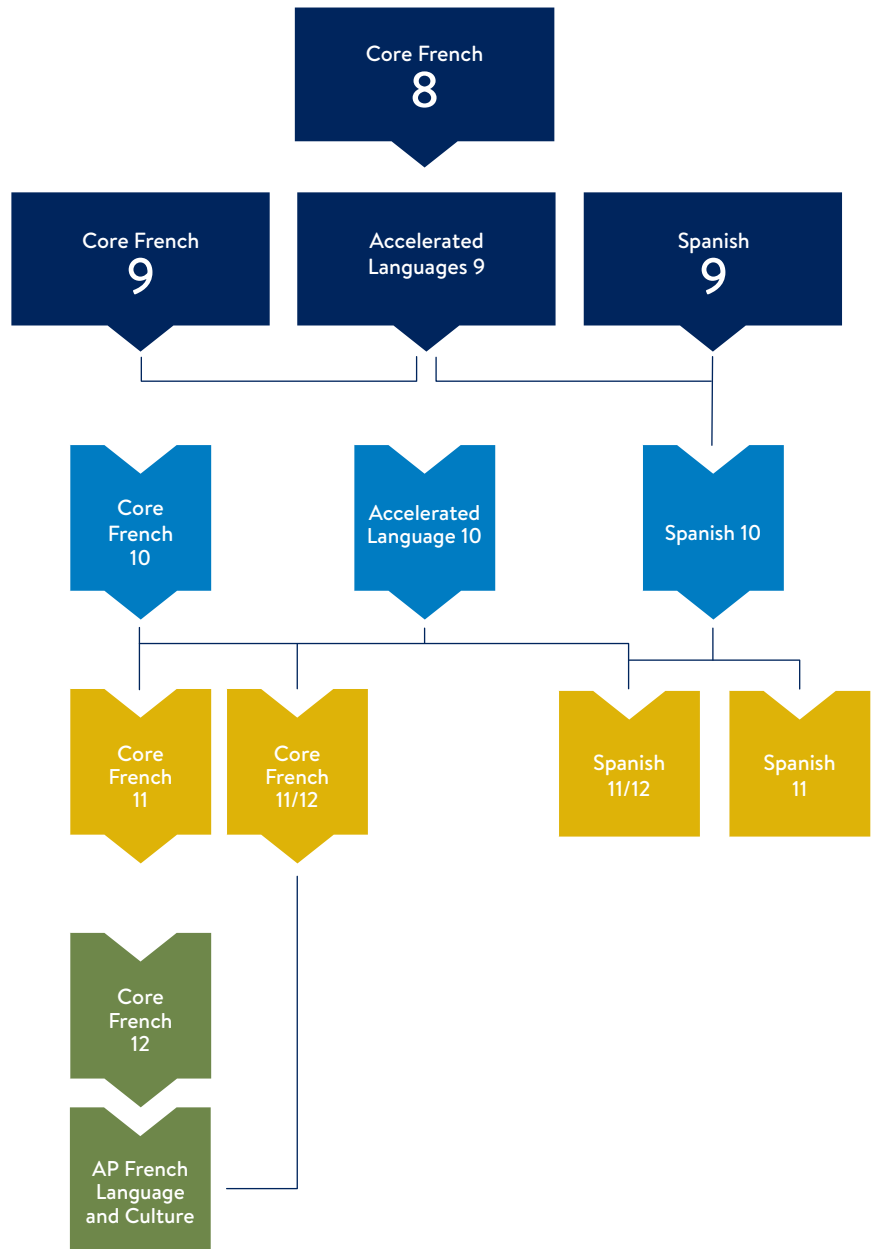 Core French
8
Core French
9
Accelerated
Languages 9
Spanish
9
Core
French
10
Accelerated
Language 10
Spanish 10
Core
French
11
Core
French
11/12
Spanish
11/12
Spanish
11
Core
French
12
AP French
Language
and Culture